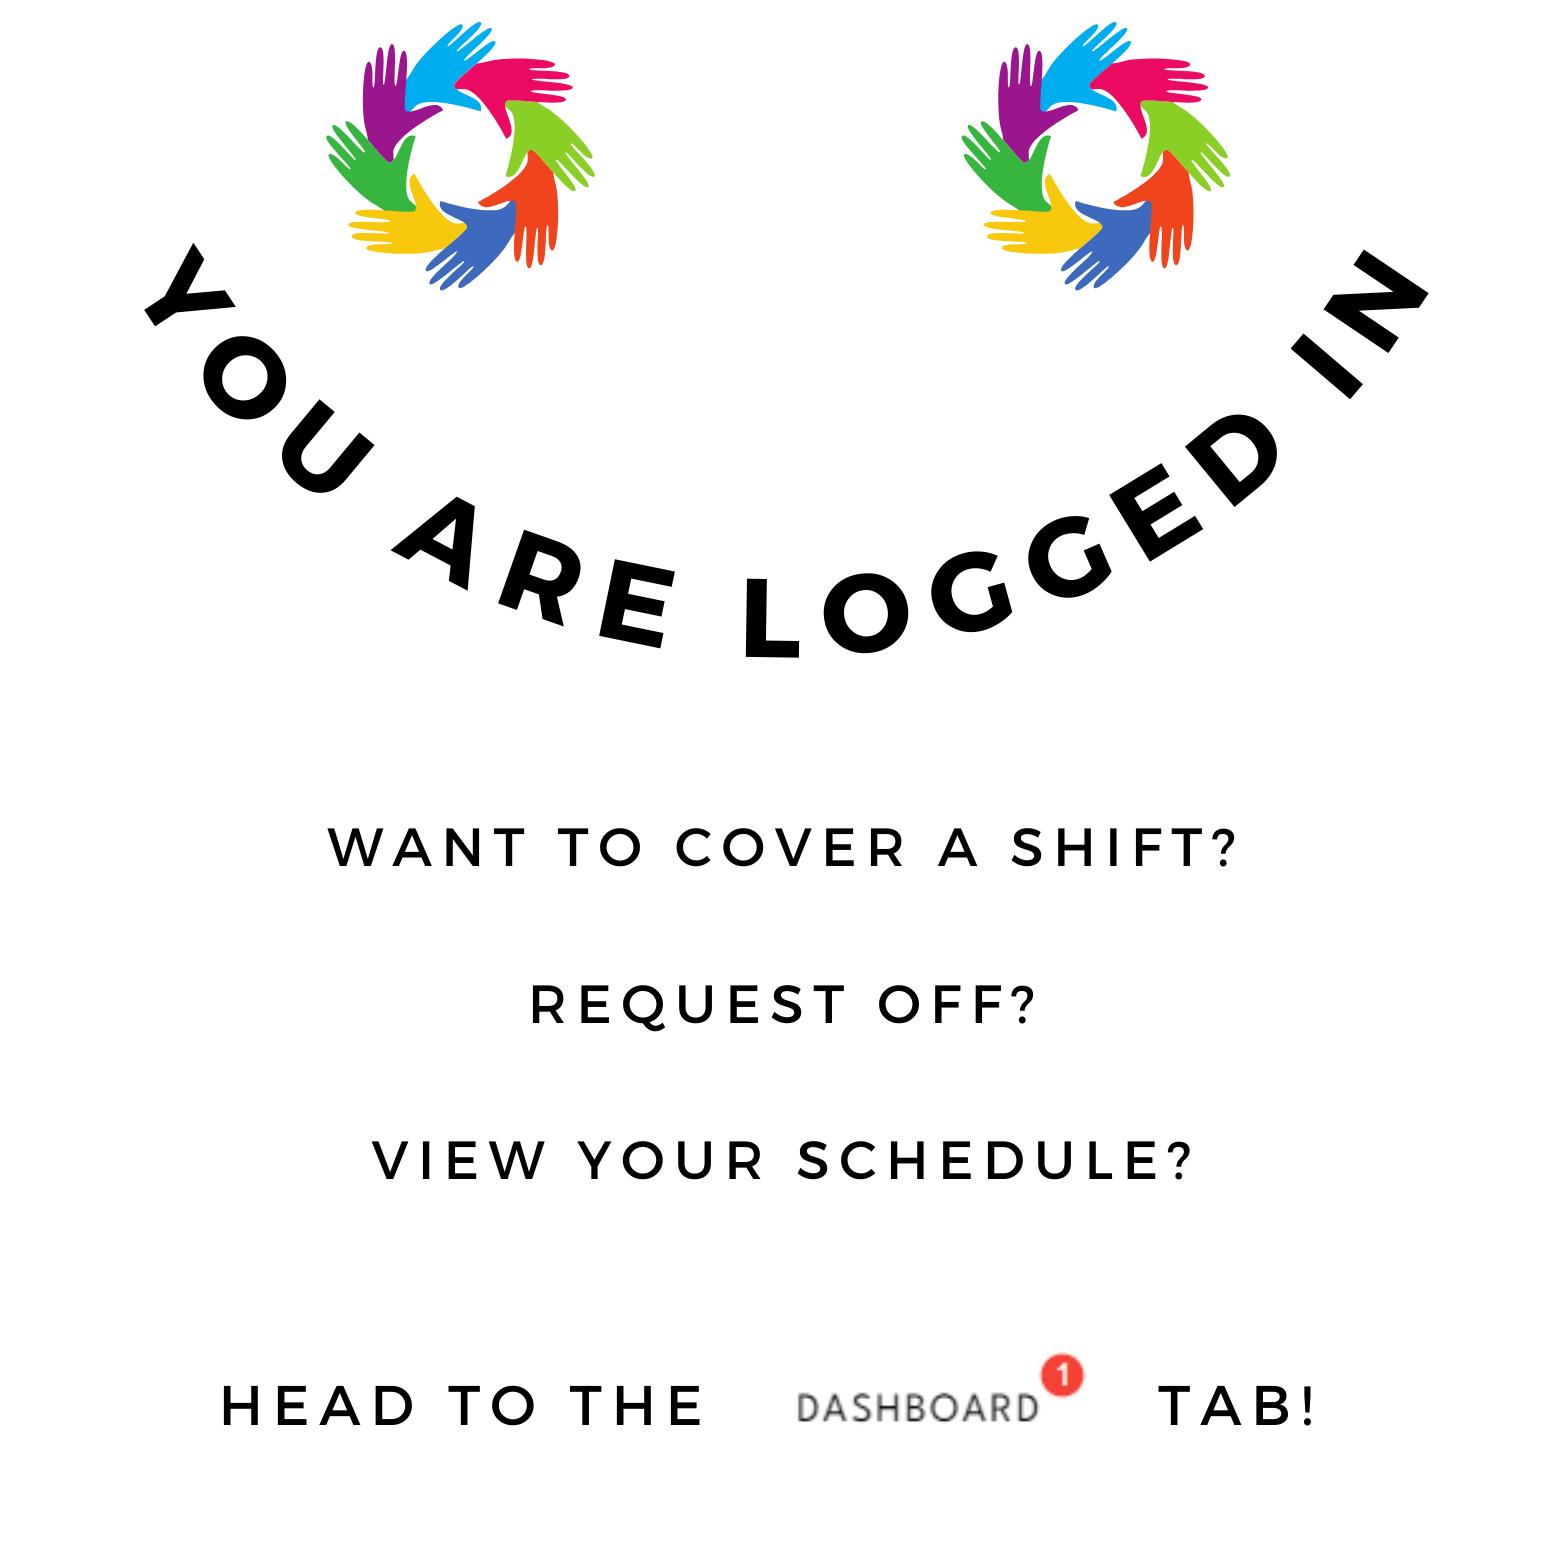 YOU ARE LOGGED IN
WANT TO COVER A SHIFT?
REQUEST OFF?
VIEW YOUR SCHEDULE?
HEAD TO THE DASHBOARD 1 TAB!